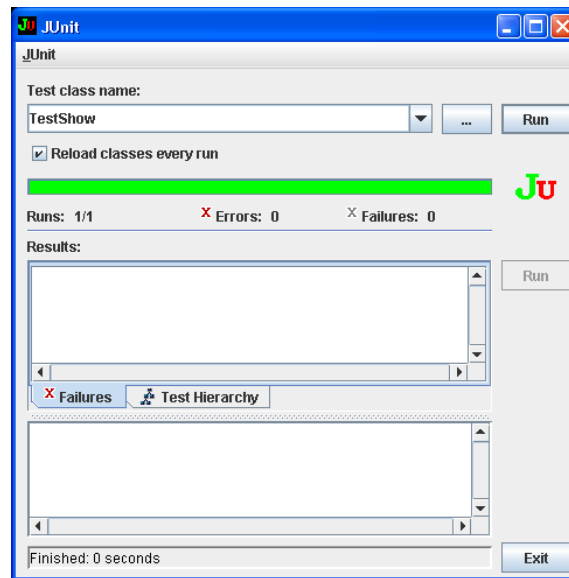 JU JUnit
JUnit
Test class name:
TestShow ... Run
Reload classes every run
JU
Runs: 1/1 X Errors: 0 X Failures: 0
Results:
Run
X Failures Test Hierarchy
Finished: 0 seconds Exit